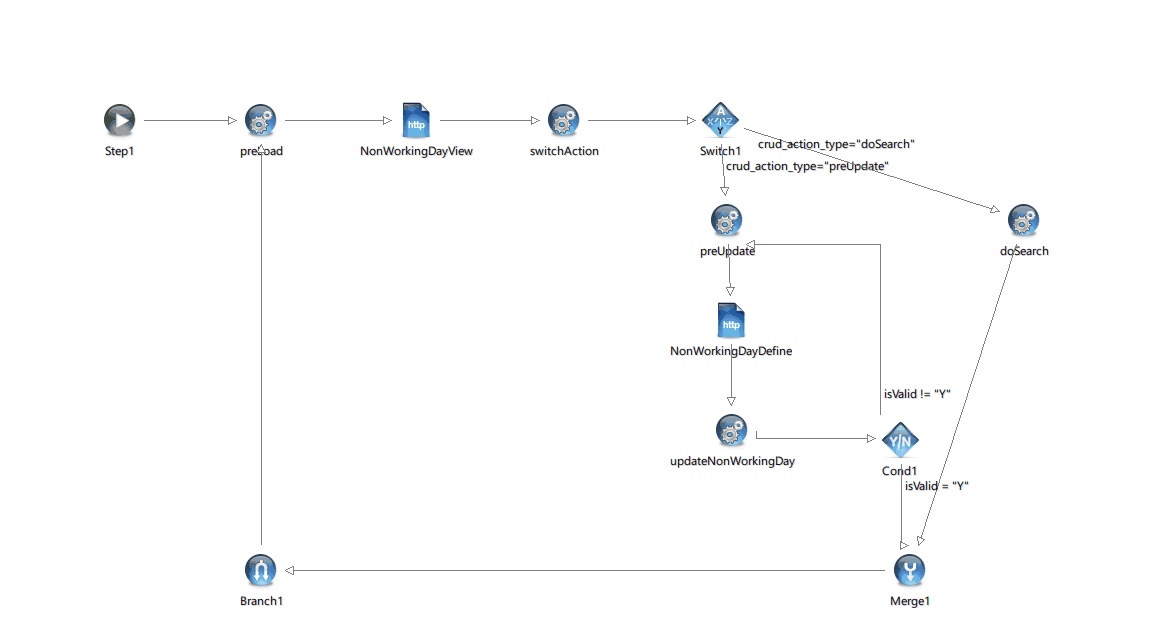 http
A
X/Y/Z
Y
Step1
preLoad
NonWorkingDayView
switchAction
Switch1
crud_action_type="doSearch"
crud_action_type="preUpdate"
preUpdate
doSearch
http
NonWorkingDayDefine
isValid != "Y"
Y/N
updateNonWorkingDay
Cond1
isValid = "Y"
Branch1
Merge1